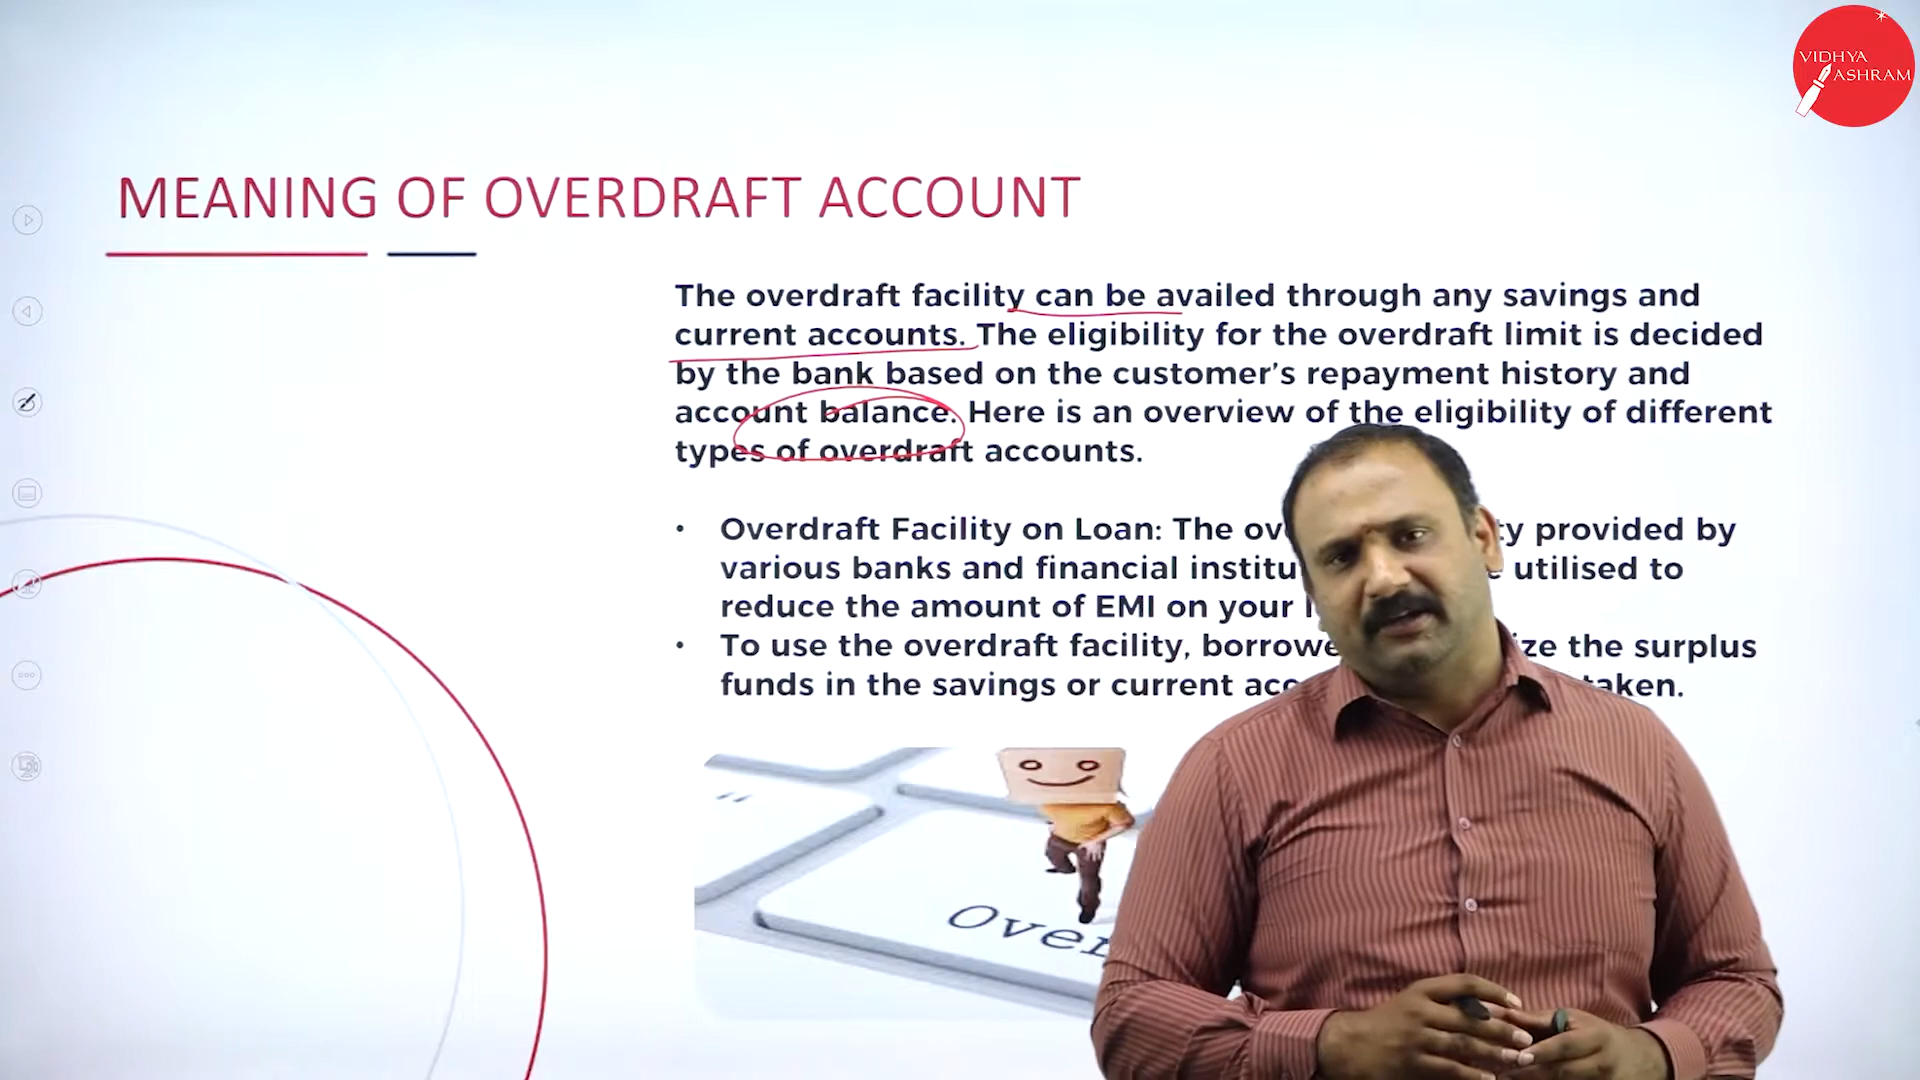 VIDHYA
ASHRAM
MEANING OF OVERDRAFT ACCOUNT
The overdraft facility can be availed through any savings and
current accounts. The eligibility for the overdraft limit is decided
by the bank based on the customer's repayment history and
account balance. Here is an overview of the eligibility of different
types of overdraft accounts.
• Overdraft Facility on Loan: The provided by
various banks and financial utilised to
reduce the amount of EMI on your
• To use the overdraft facility, the surplus
funds in the savings or current taken.
Over